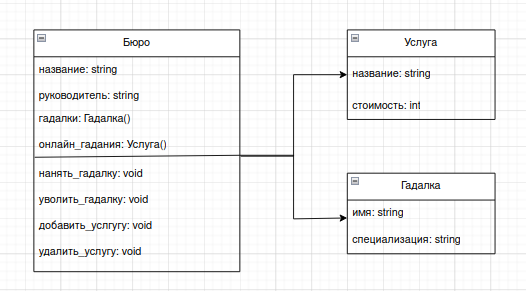 Бюро
название: string
руководитель: string
гадалки: Гадалка()
онлайн_гадания: Услуга()
нанять_гадалку: void
уволить_гадалку: void
добавить_услгугу: void
удалить_услугу: void
Услуга
название: string
стоимость: int
Гадалка
имя: string
специализация: string